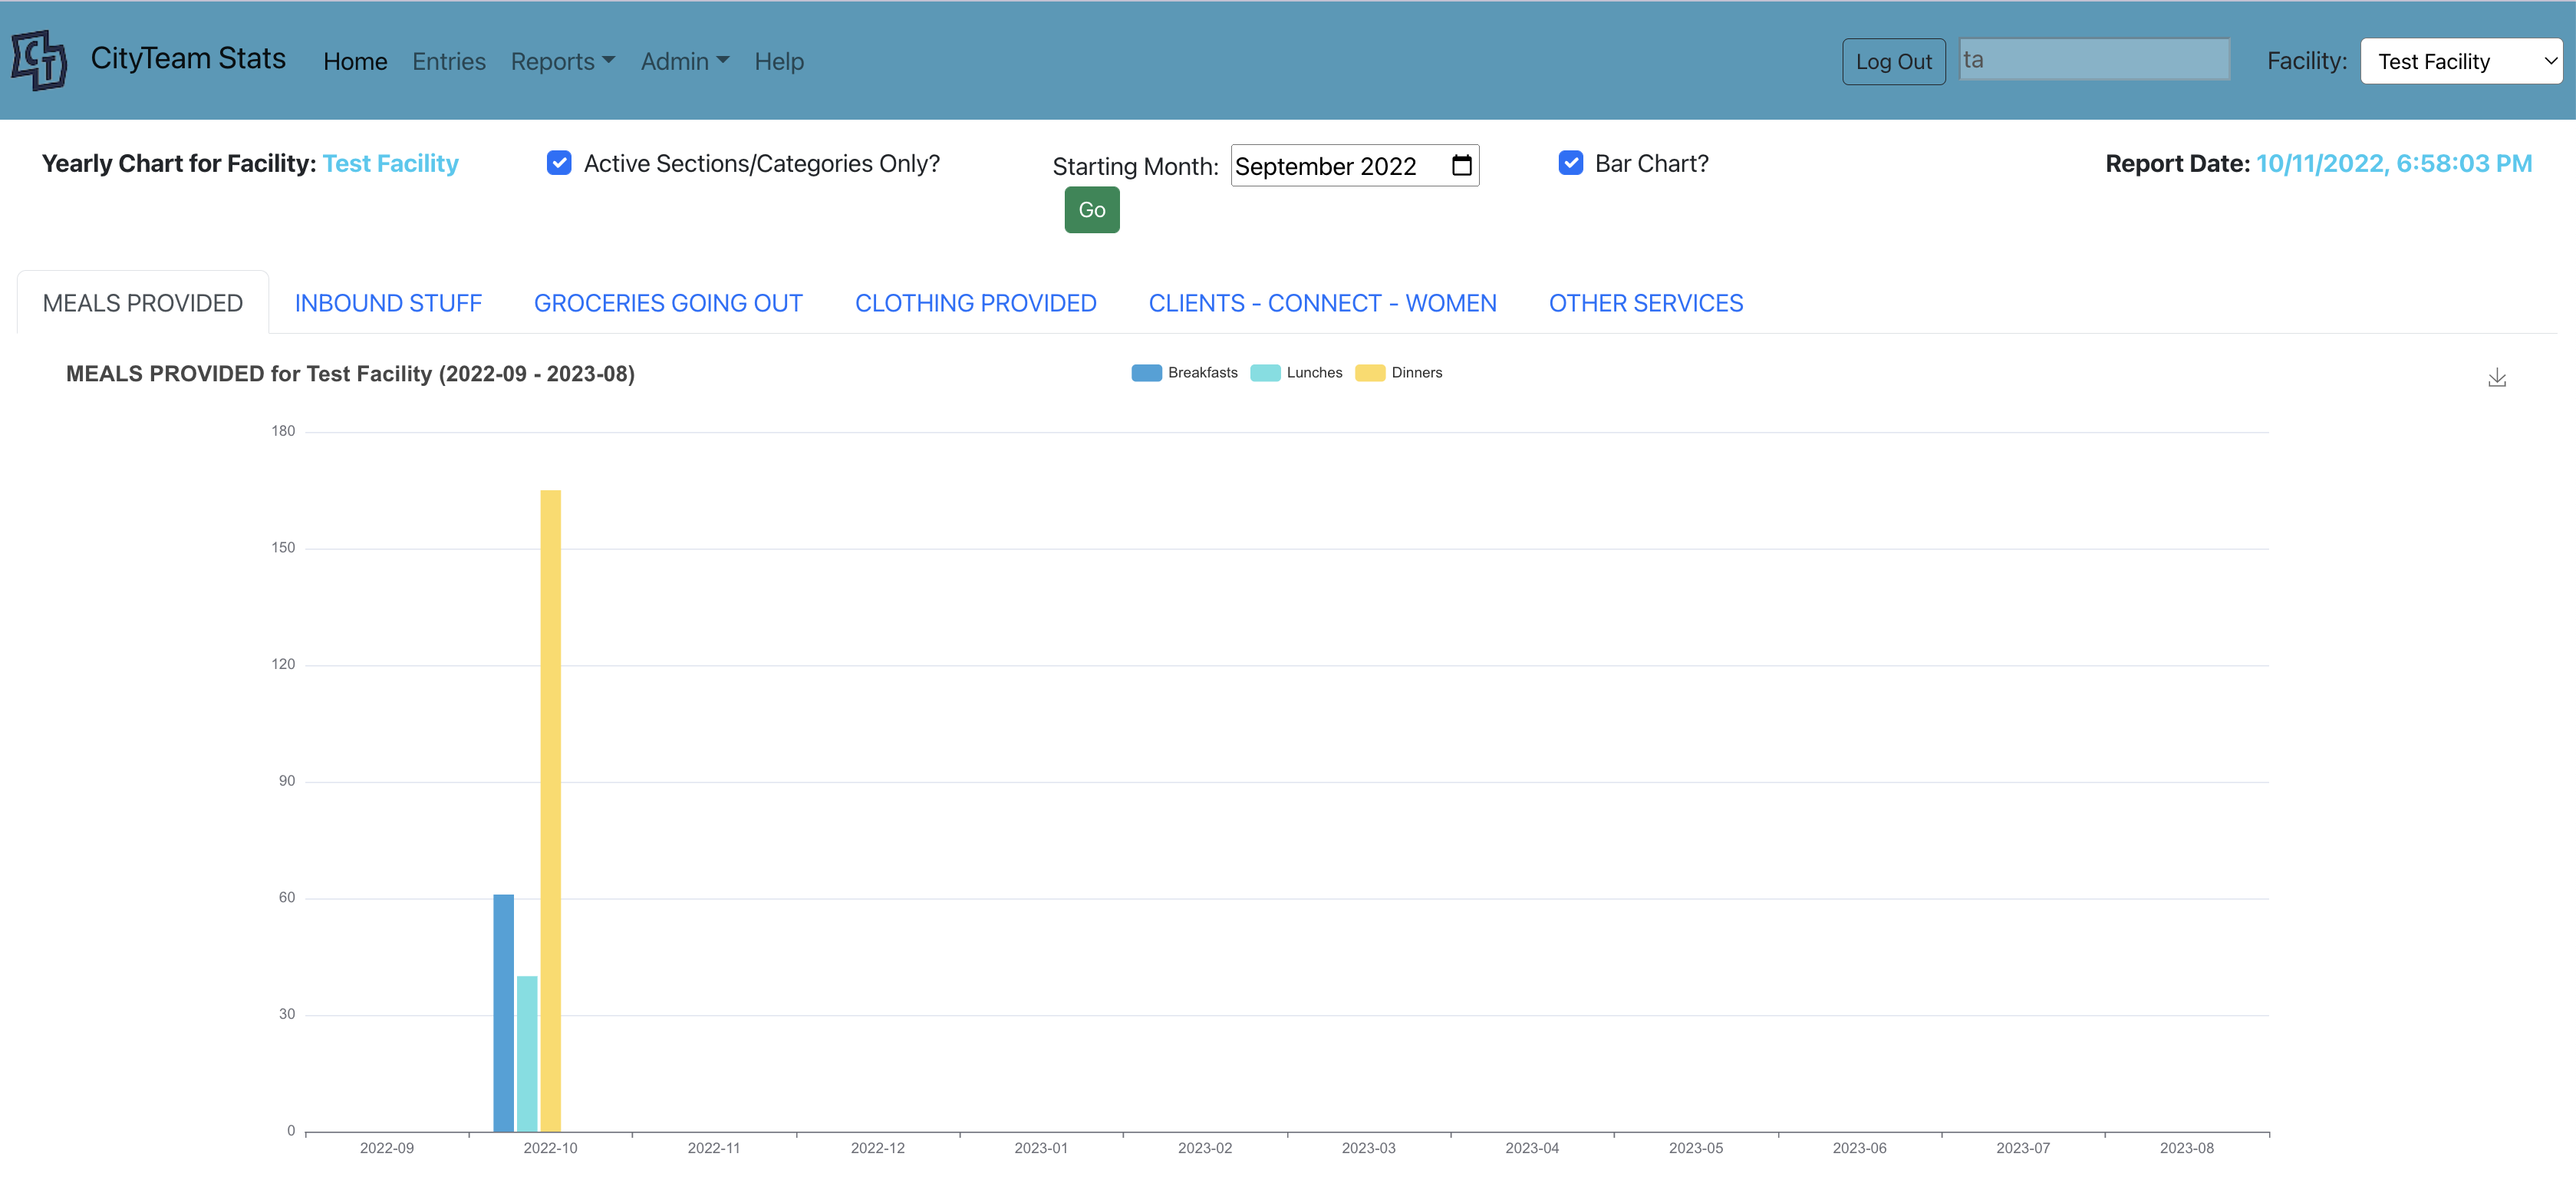 CT CityTeam Stats Home Entries Reports Admin Help Log Out ta Facility: Test Facility
Yearly Chart for Facility: Test Facility Active Sections/Categories Only? Starting Month: September 2022 Bar Chart? Report Date: 10/11/2022, 6:58:03 PM
Go
MEALS PROVIDED INBOUND STUFF GROCERIES GOING OUT CLOTHING PROVIDED CLIENTS - CONNECT - WOMEN OTHER SERVICES
MEALS PROVIDED for Test Facility (2022-09 - 2023-08) Breakfasts Lunches Dinners
180
150
120
90
60
30
0
2022-09 2022-10 2022-11 2022-12 2023-01 2023-02 2023-03 2023-04 2023-05 2023-06 2023-07 2023-08